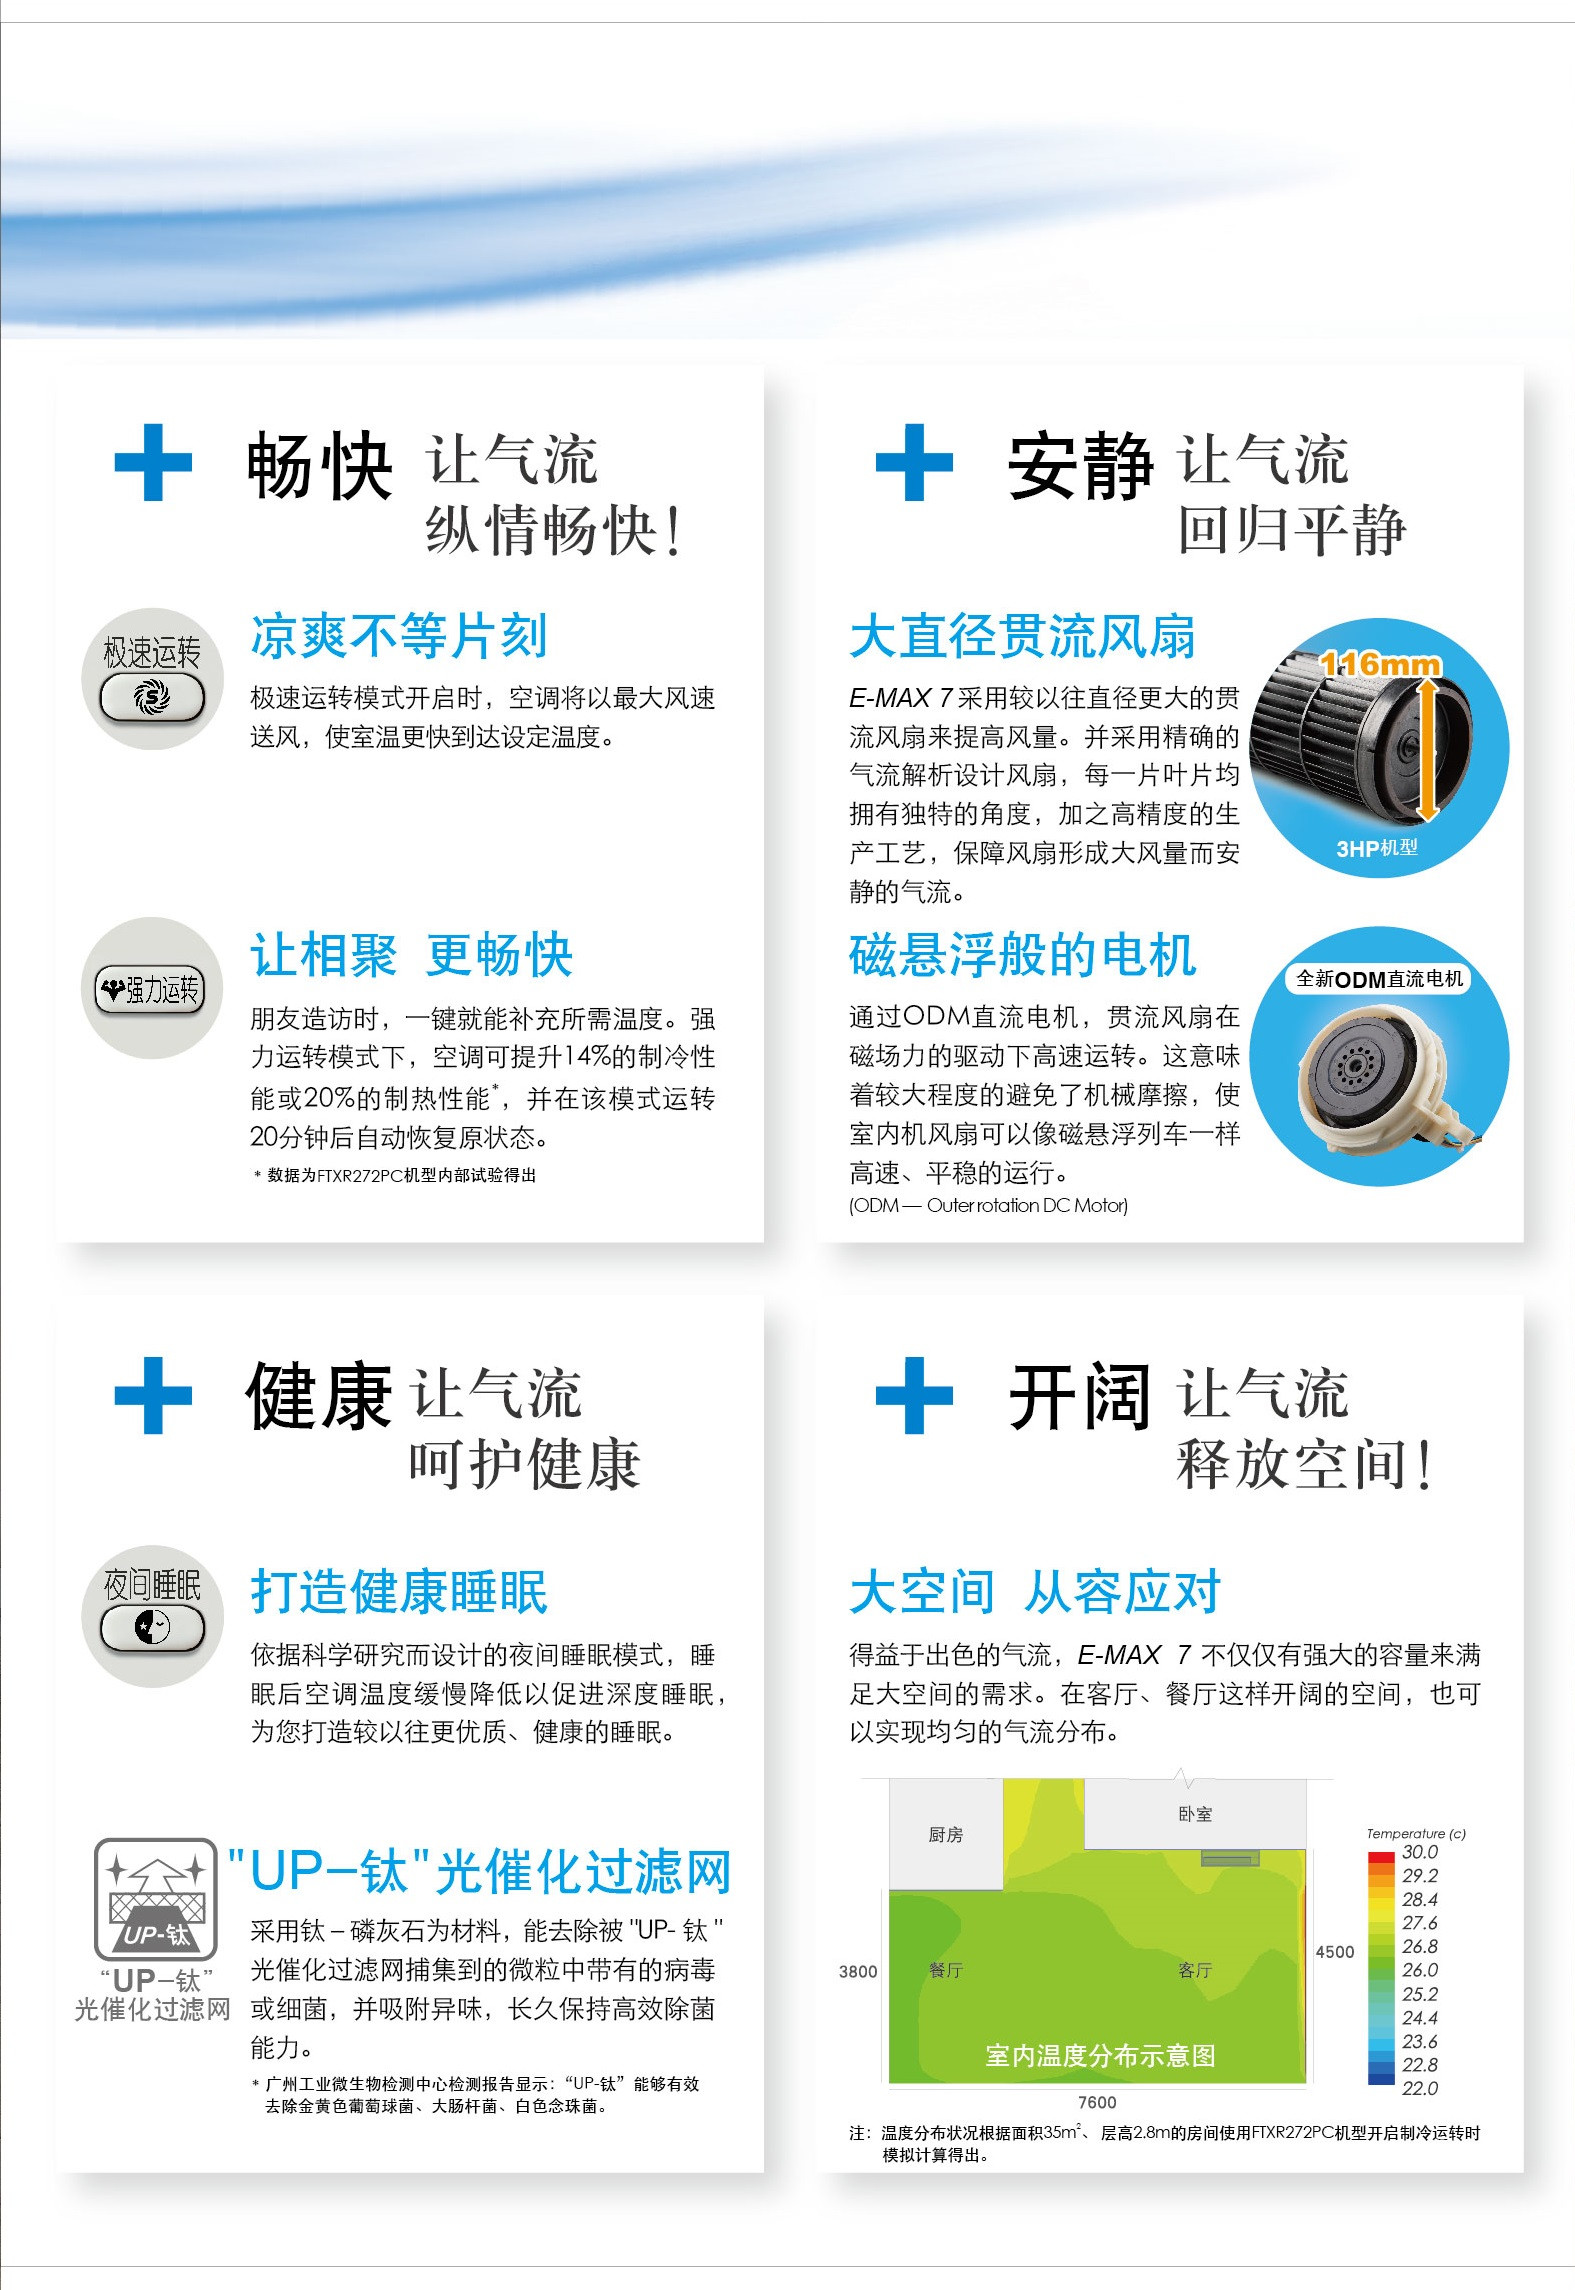 畅快 让气流
纵情畅快！
极速运转
凉爽不等片刻
极速运转模式开启时，空调将以最大风速
送风，使室温更快到达设定温度。
强力运转
让相聚 更畅快
朋友造访时，一键就能补充所需温度。强
力运转模式下，空调可提升14%的制冷性
能或20%的制热性能*，并在该模式运转
20分钟后自动恢复原状态。
* 数据为FTXR272PC机型内部试验得出
安静 让气流
回归平静
大直径贯流风扇
E-MAX 7采用较以往直径更大的贯
流风扇来提高风量。并采用精确的
气流解析设计风扇，每一片叶片均
拥有独特的角度，加之高精度的生
产工艺，保障风扇形成大风量而安
静的气流。
116mm
3HP机型
磁悬浮般的电机
通过ODM直流电机，贯流风扇在
磁场力的驱动下高速运转。这意味
着较大程度的避免了机械摩擦，使
室内机风扇可以像磁悬浮列车一样
高速、平稳的运行。
(ODM — Outer rotation DC Motor)
全新ODM直流电机
健康 让气流
呵护健康
夜间睡眠
打造健康睡眠
依据科学研究而设计的夜间睡眠模式，睡
眠后空调温度缓慢降低以促进深度睡眠，
为您打造较以往更优质、健康的睡眠。
UP-钛
“UP–钛”
光催化过滤网
"UP–钛"光催化过滤网
采用钛 – 磷灰石为材料，能去除被 "UP- 钛 "
光催化过滤网捕集到的微粒中带有的病毒
或细菌，并吸附异味，长久保持高效除菌
能力。
* 广州工业微生物检测中心检测报告显示：“UP-钛”能够有效
去除金黄色葡萄球菌、大肠杆菌、白色念珠菌。
开阔 让气流
释放空间！
大空间 从容应对
得益于出色的气流，E-MAX 7 不仅仅有强大的容量来满
足大空间的需求。在客厅、餐厅这样开阔的空间，也可
以实现均匀的气流分布。
厨房
卧室
餐厅
客厅
3800
4500
室内温度分布示意图
7600
Temperature (c)
30.0
29.2
28.4
27.6
26.8
26.0
25.2
24.4
23.6
22.8
22.0
注：温度分布状况根据面积35m²、层高2.8m的房间使用FTXR272PC机型开启制冷运转时
模拟计算得出。